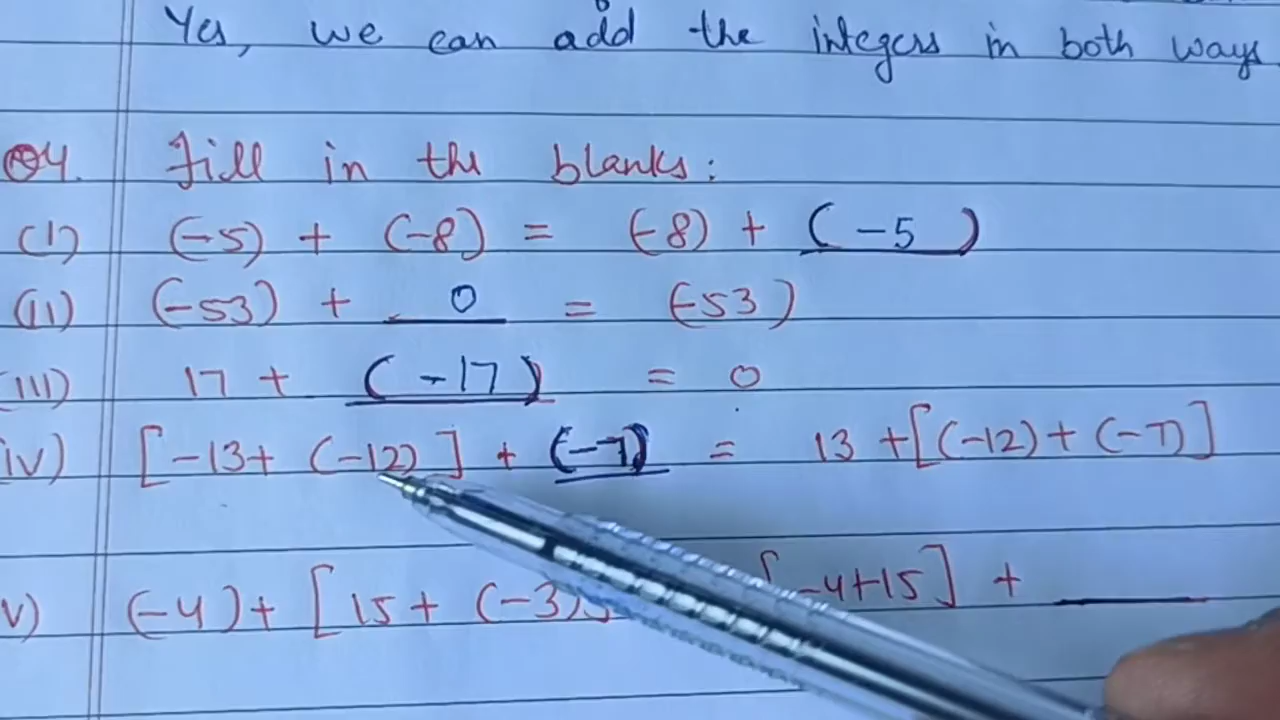 Yes, we can add the integers in both ways
Q4. Fill in the blanks:
(I) (-5) + (-8) = (-8) + (-5)
(II) (-53) + 0 = (-53)
(III) 17 + (-17) = 0
(iv) [-13+ (-12)] + (-7) = 13 +[(-12)+ (-7)]
v) (-4)+ [15+ (-3) [-4+15] + ____